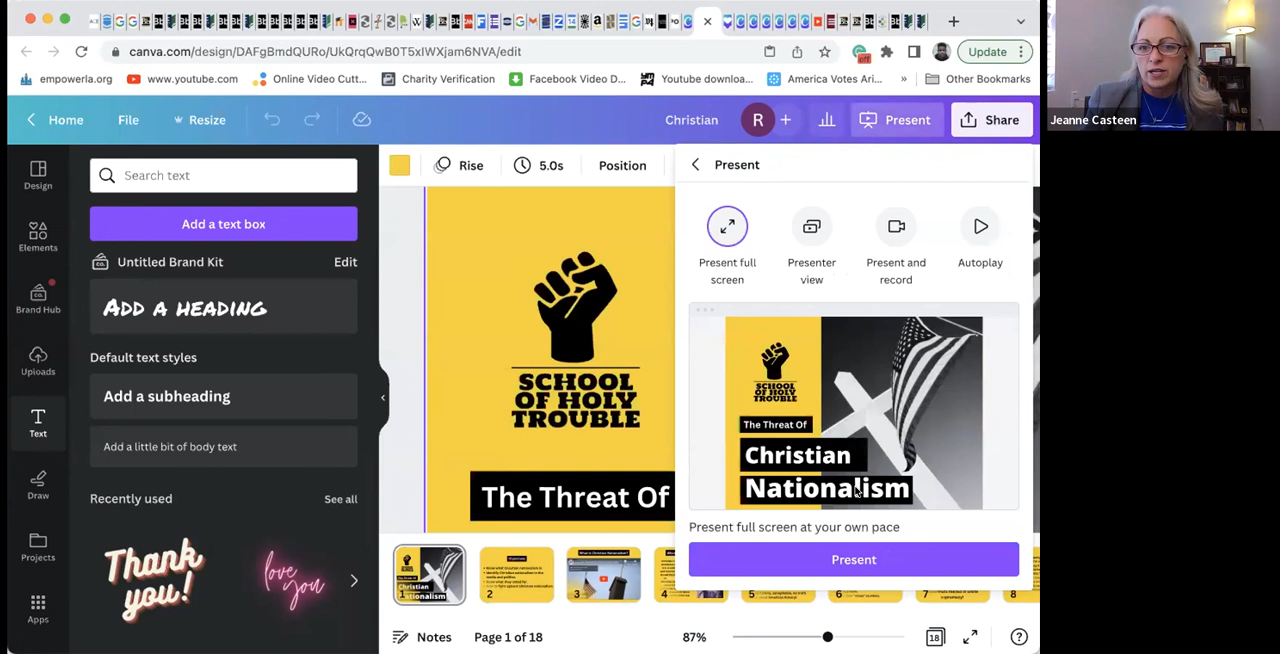 canva.com/design/DAFgBmdQURo/UkQrqQwB0T5xIWXjam6NVA/edit
off
Update
empowerla.org
www.youtube.com
Online Video Cutt...
Charity Verification
Facebook Video D...
Youtube downloa...
America Votes Ari...
»
Other Bookmarks
Jeanne Casteen
Home
File
Resize
Christian
R
Present
Share
Design
Elements
Brand Hub
Uploads
Text
Draw
Projects
Apps
Search text
Add a text box
Untitled Brand Kit
Edit
ADD A HEADING
Default text styles
Add a subheading
Add a little bit of body text
Recently used
See all
Thank
you!
love
you
Rise
5.0s
Position
SCHOOL
OF HOLY
TROUBLE
The Threat Of
Present
Present full
screen
Presenter
view
Present and
record
Autoplay
SCHOOL
OF HOLY
TROUBLE
The Threat Of
Christian
Nationalism
Present full screen at your own pace
Present
1
2
3
4
5
6
7
8
Notes
Page 1 of 18
87%
18